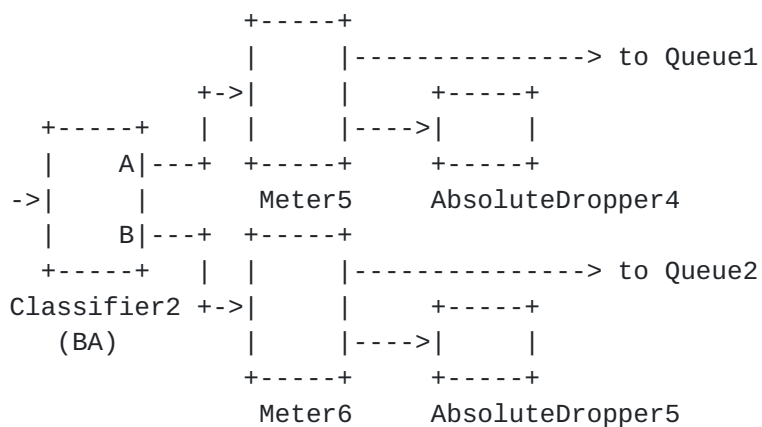 +-----+
                  |     |---------------> to Queue1
               +->|     |     +-----+
   +-----+     |  |     |---->|     |
   |    A|---+  +-----+     +-----+
->|     |       Meter5     AbsoluteDropper4
   |    B|---+  +-----+
   +-----+   |  |     |---------------> to Queue2
Classifier2 +->|     |     +-----+
   (BA)         |     |---->|     |
                +-----+     +-----+
                 Meter6     AbsoluteDropper5